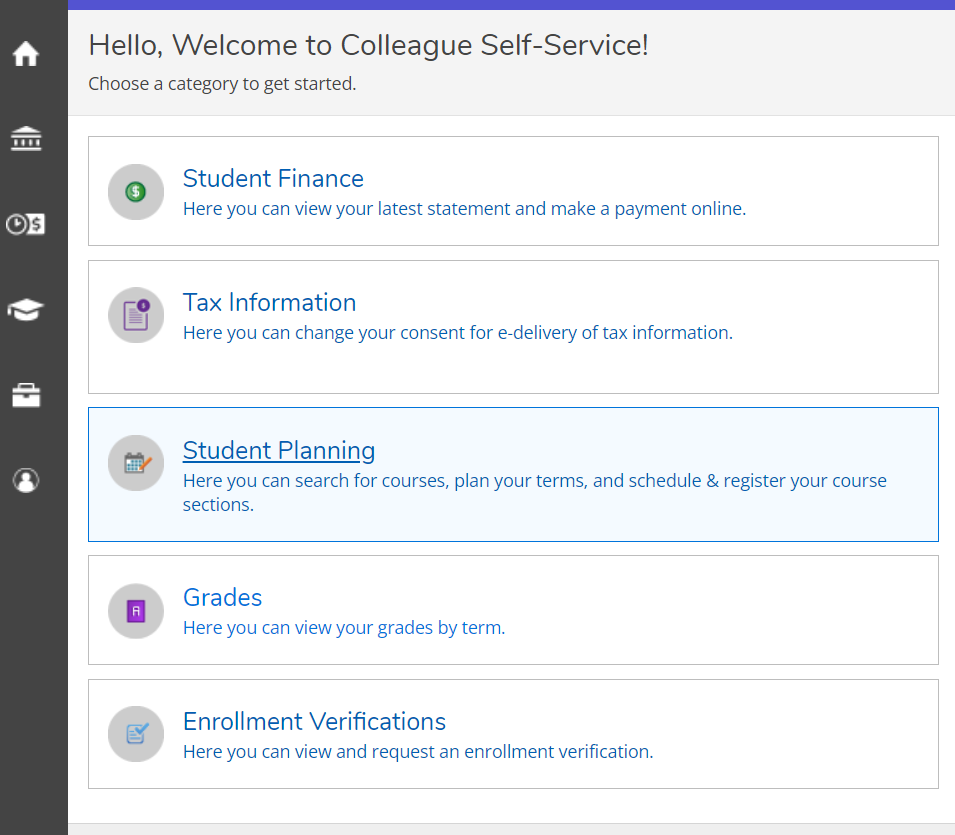 Hello, Welcome to Colleague Self-Service!
Choose a category to get started.
$
$
Student Finance
Here you can view your latest statement and make a payment online.
Tax Information
Here you can change your consent for e-delivery of tax information.
Student Planning
Here you can search for courses, plan your terms, and schedule & register your course
sections.
A
Grades
Here you can view your grades by term.
Enrollment Verifications
Here you can view and request an enrollment verification.